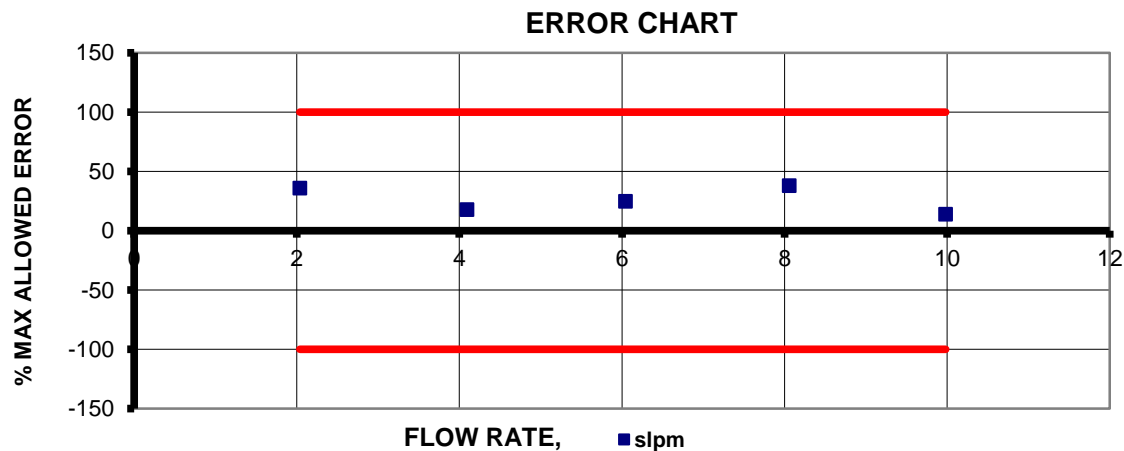 ERROR CHART
150
100
50
0
-50
-100
-150
% MAX ALLOWED ERROR
0 2 4 6 8 10 12
FLOW RATE, slpm